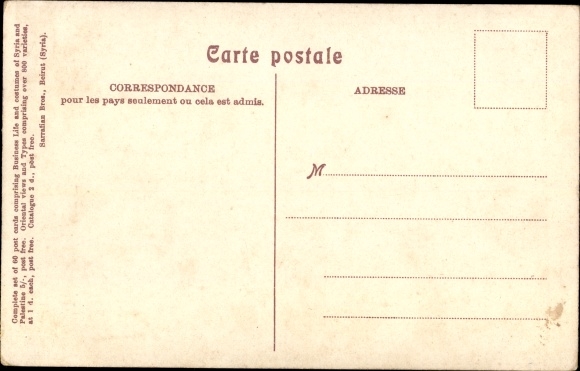 Carte postale
CORRESPONDANCE
pour les pays seulement ou cela est admis.
ADRESSE
M
Complete set of 60 post cards comprising Business Life and costumes of Syria and
Palestine 5/-, post free. Oriental views and Types comprising over 800 varieties,
at 1 d. each, post free. Catalogue 2 d., post free.
Sarrafian Bros., Beirut (Syria).